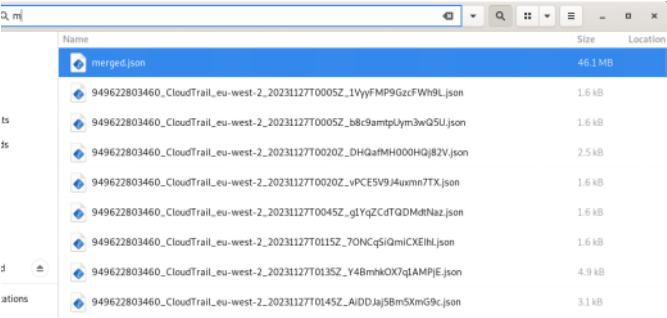 m
Name Size Location
merged.json 46.1 MB
949622803460_CloudTrail_eu-west-2_20231127T0005Z_1VyyFMP9GzcFWh9L.json 1.6 kB
ts 949622803460_CloudTrail_eu-west-2_20231127T0005Z_b8c9amtpUym3wQ5U.json 1.6 kB
ds 949622803460_CloudTrail_eu-west-2_20231127T0020Z_DHQafMH000HQj82V.json 2.5 kB
949622803460_CloudTrail_eu-west-2_20231127T0020Z_vPCE5V9J4uxmn7TX.json 1.6 kB
949622803460_CloudTrail_eu-west-2_20231127T0045Z_g1YqZCdTQDMdtNaz.json 1.6 kB
949622803460_CloudTrail_eu-west-2_20231127T0115Z_7ONCqSiQmiCXEIhl.json 1.6 kB
d 949622803460_CloudTrail_eu-west-2_20231127T0135Z_Y4BmhkOX7q1AMPjE.json 4.9 kB
ations 949622803460_CloudTrail_eu-west-2_20231127T0145Z_AiDDJaj5Bm5XmG9c.json 3.1 kB